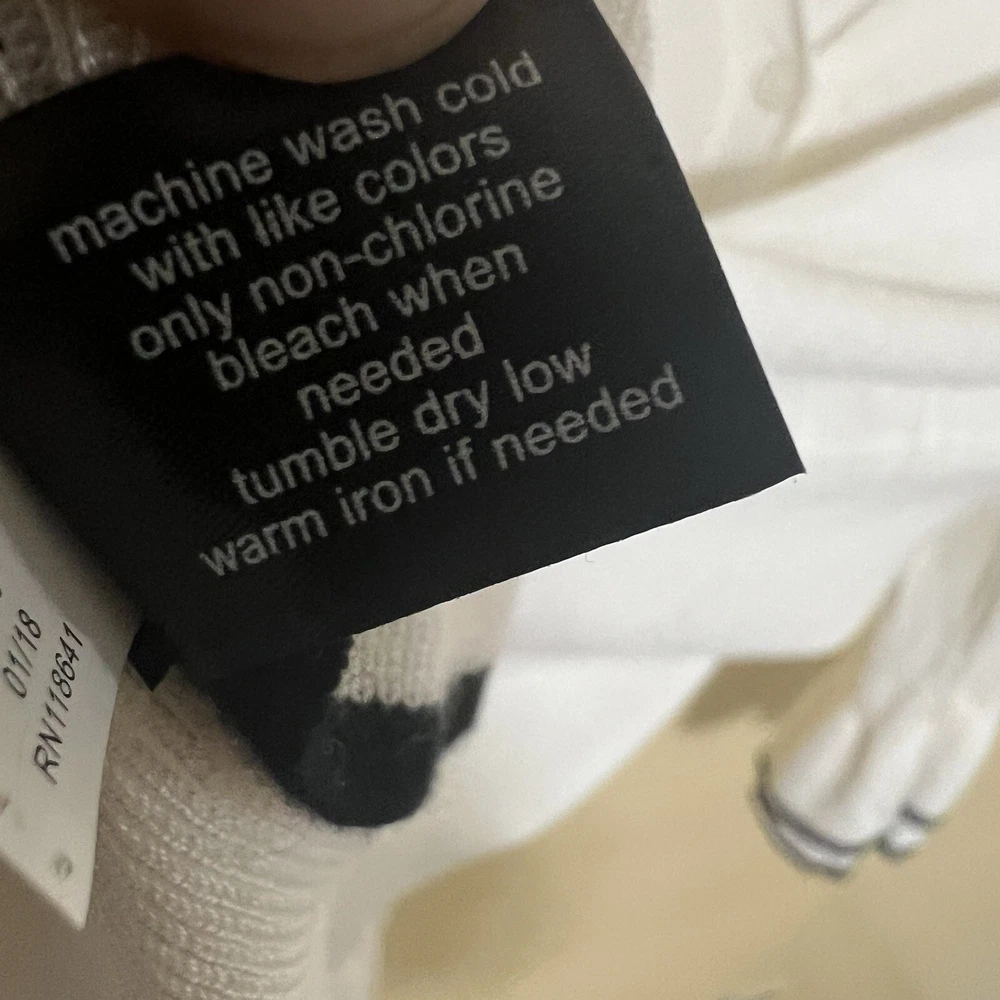 machine wash cold
with like colors
only non-chlorine
bleach when
needed
tumble dry low
warm iron if needed
01/18
RN118641